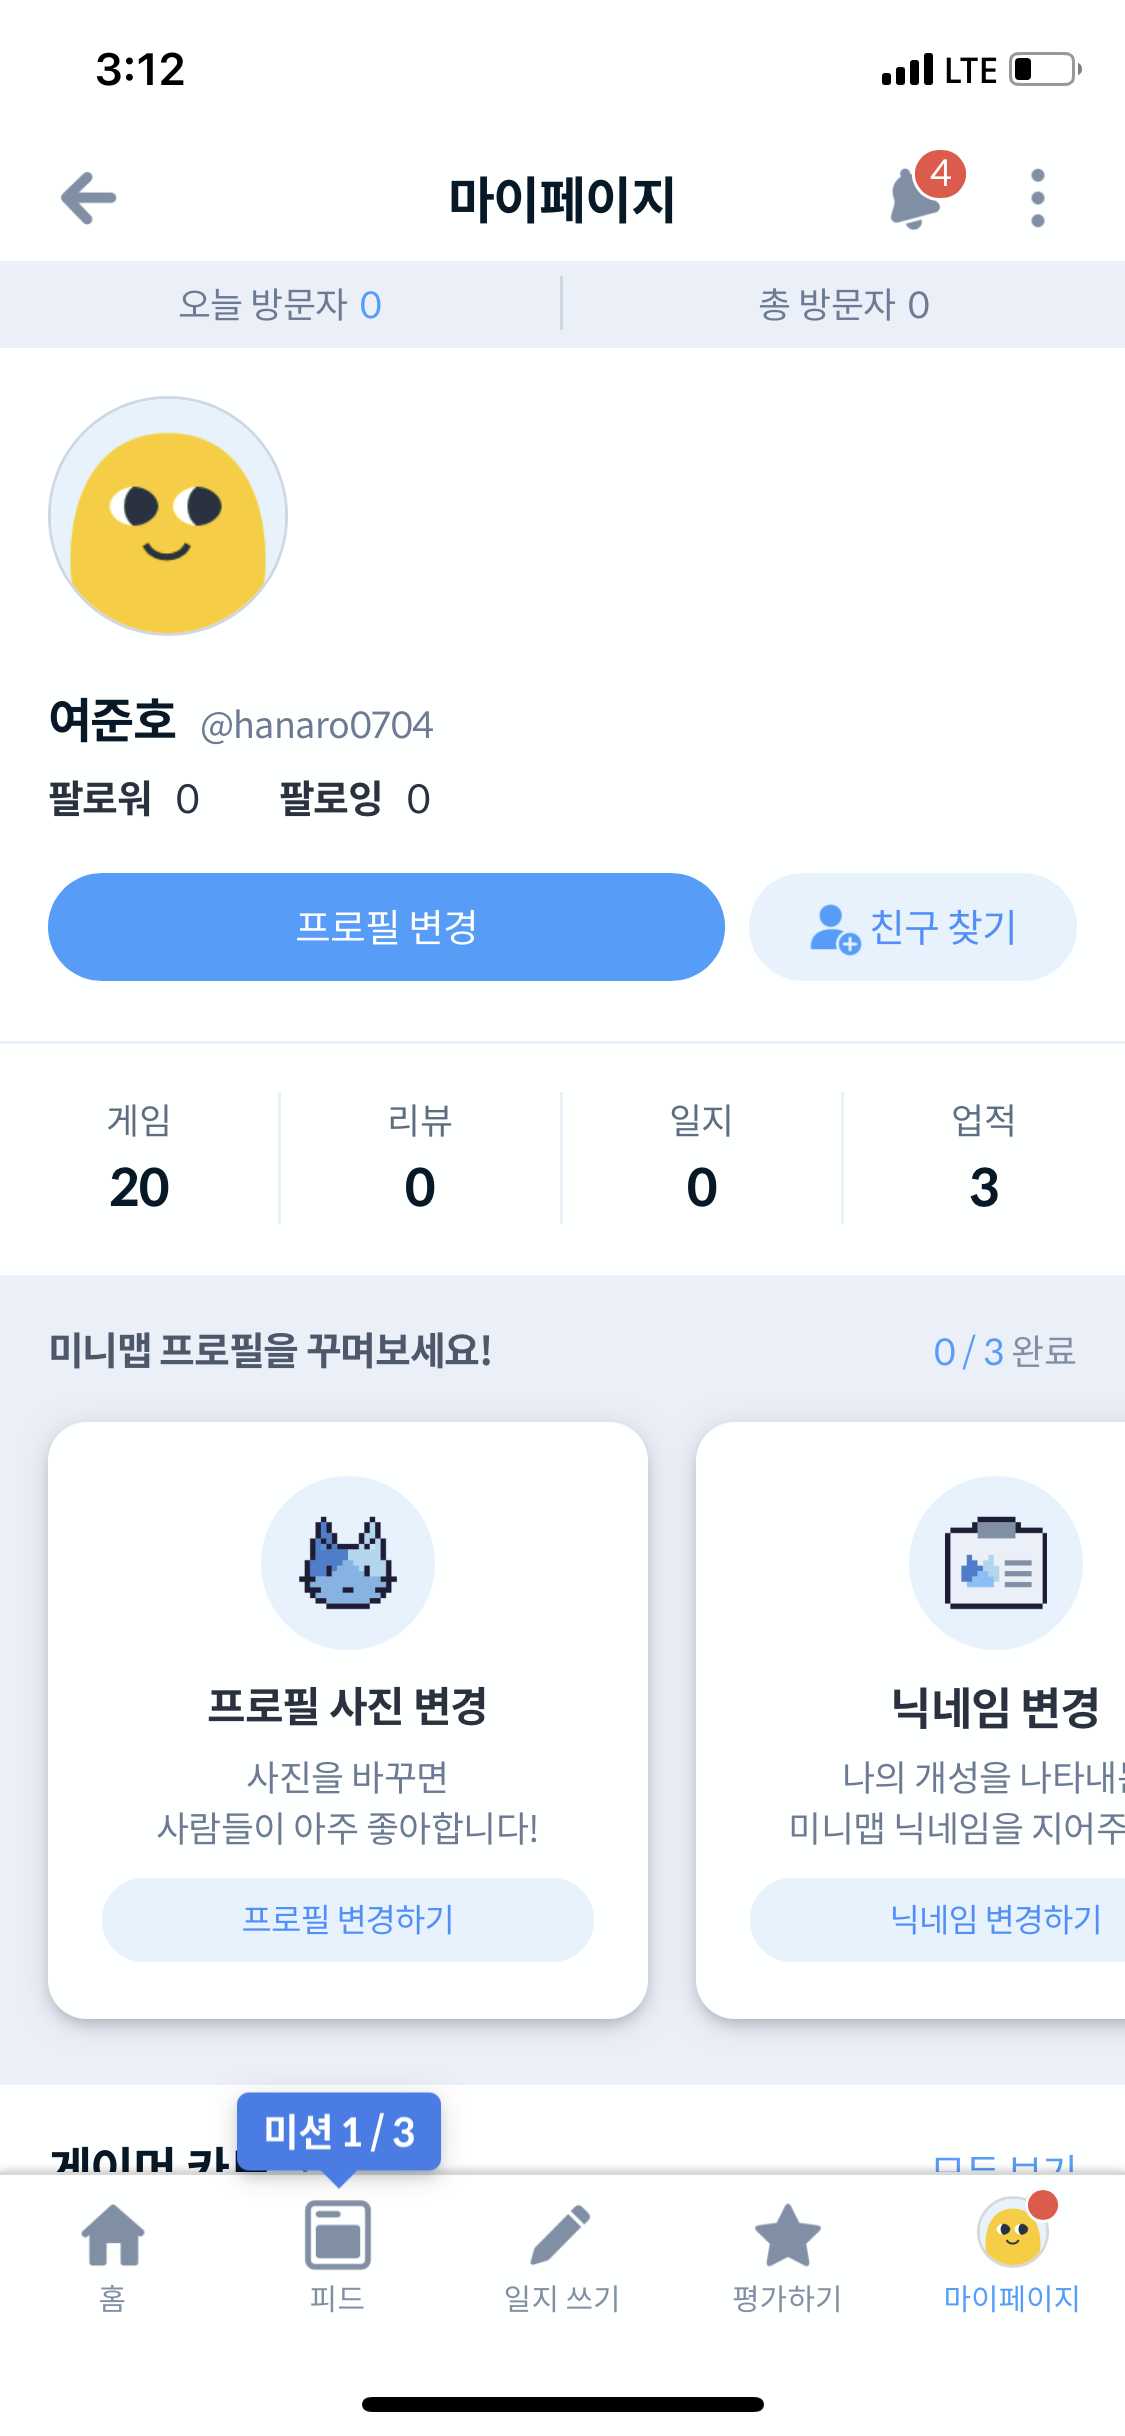 3:12 LTE
마이페이지 4
오늘 방문자 0 총 방문자 0
여준호 @hanaro0704
팔로워 0 팔로잉 0
프로필 변경 친구 찾기
게임 리뷰 일지 업적
20 0 0 3
미니맵 프로필을 꾸며보세요! 0 / 3 완료
프로필 사진 변경
사진을 바꾸면
사람들이 아주 좋아합니다!
프로필 변경하기
닉네임 변경
나의 개성을 나타내
미니맵 닉네임을 지어주
닉네임 변경하기
미션 1 / 3
게이머 모두 보기
홈 피드 일지 쓰기 평가하기 마이페이지